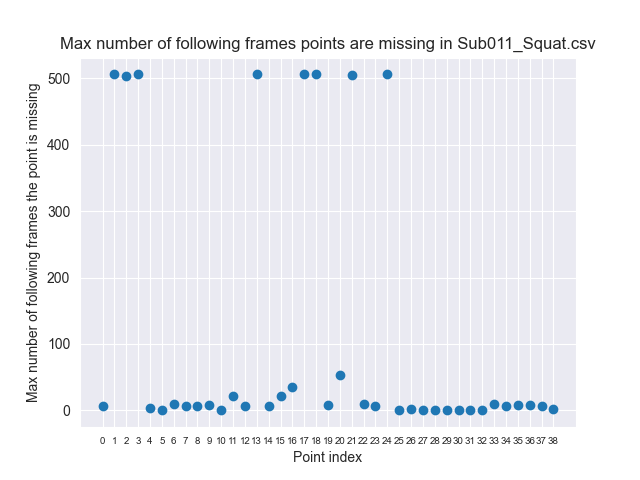 Max number of following frames points are missing in Sub011_Squat.csv
Max number of following frames the point is missing
500
400
300
200
100
0
0 1 2 3 4 5 6 7 8 9 10 11 12 13 14 15 16 17 18 19 20 21 22 23 24 25 26 27 28 29 30 31 32 33 34 35 36 37 38
Point index